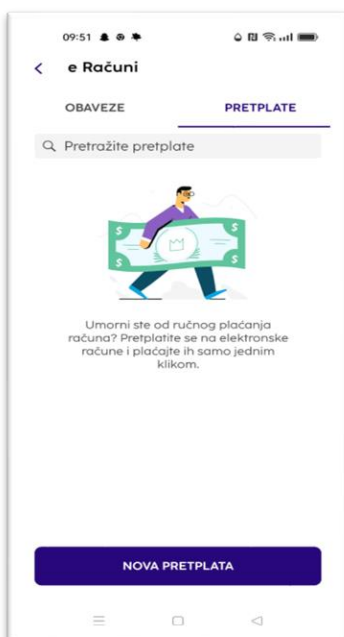 09:51
e Računi
OBAVEZE PRETPLATE
Pretražite pretplate
$ $
$ $
Umorni ste od ručnog plaćanja
računa? Pretplatite se na elektronske
račune i plaćajte ih samo jednim
klikom.
NOVA PRETPLATA